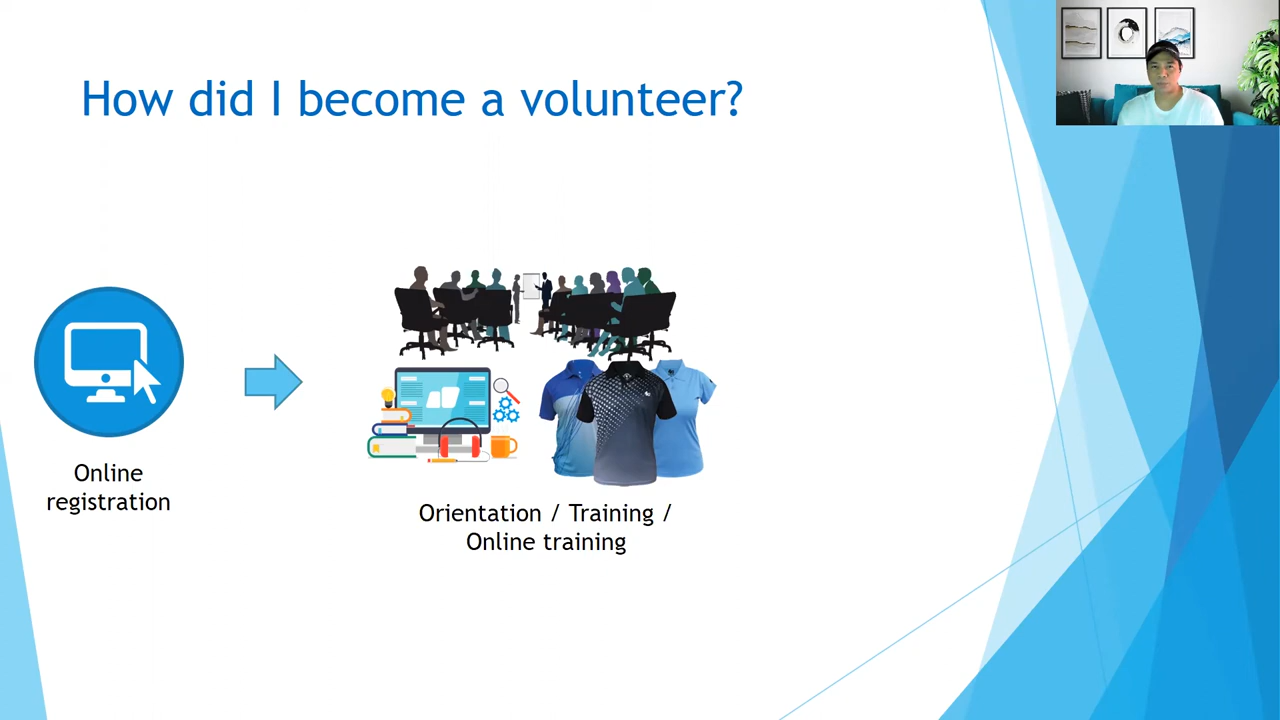 How did I become a volunteer?
Online
registration
Orientation / Training /
Online training